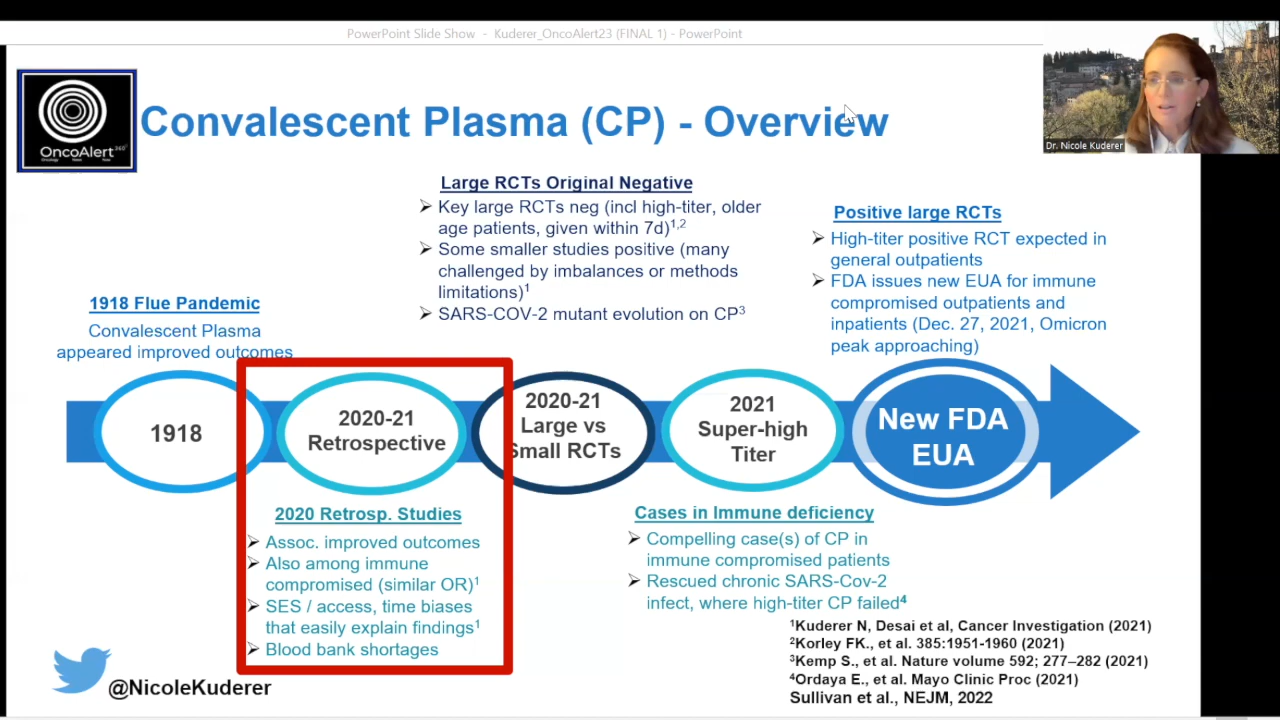 PowerPoint Slide Show - Kuderer_OncoAlert23 (FINAL 1) - PowerPoint
OncoAlert 360°
Convalescent Plasma (CP) - Overview
Dr. Nicole Kuderer
Large RCTs Original Negative
➢ Key large RCTs neg (incl high-titer, older
age patients, given within 7d)1,2
➢ Some smaller studies positive (many
challenged by imbalances or methods
limitations)1
➢ SARS-COV-2 mutant evolution on CP3
Positive large RCTs
➢ High-titer positive RCT expected in
general outpatients
➢ FDA issues new EUA for immune
compromised outpatients and
inpatients (Dec. 27, 2021, Omicron
peak approaching)
1918 Flue Pandemic
Convalescent Plasma
appeared improved outcomes
1918
2020-21
Retrospective
2020-21
Large vs
Small RCTs
2021
Super-high
Titer
New FDA
EUA
2020 Retrosp. Studies
➢ Assoc. improved outcomes
➢ Also among immune
compromised (similar OR)1
➢ SES / access, time biases
that easily explain findings1
➢ Blood bank shortages
Cases in Immune deficiency
➢ Compelling case(s) of CP in
immune compromised patients
➢ Rescued chronic SARS-Cov-2
infect, where high-titer CP failed4
1Kuderer N, Desai et al, Cancer Investigation (2021)
2Korley FK., et al. 385:1951-1960 (2021)
3Kemp S., et al. Nature volume 592; 277–282 (2021)
4Ordaya E., et al. Mayo Clinic Proc (2021)
Sullivan et al., NEJM, 2022
@NicoleKuderer